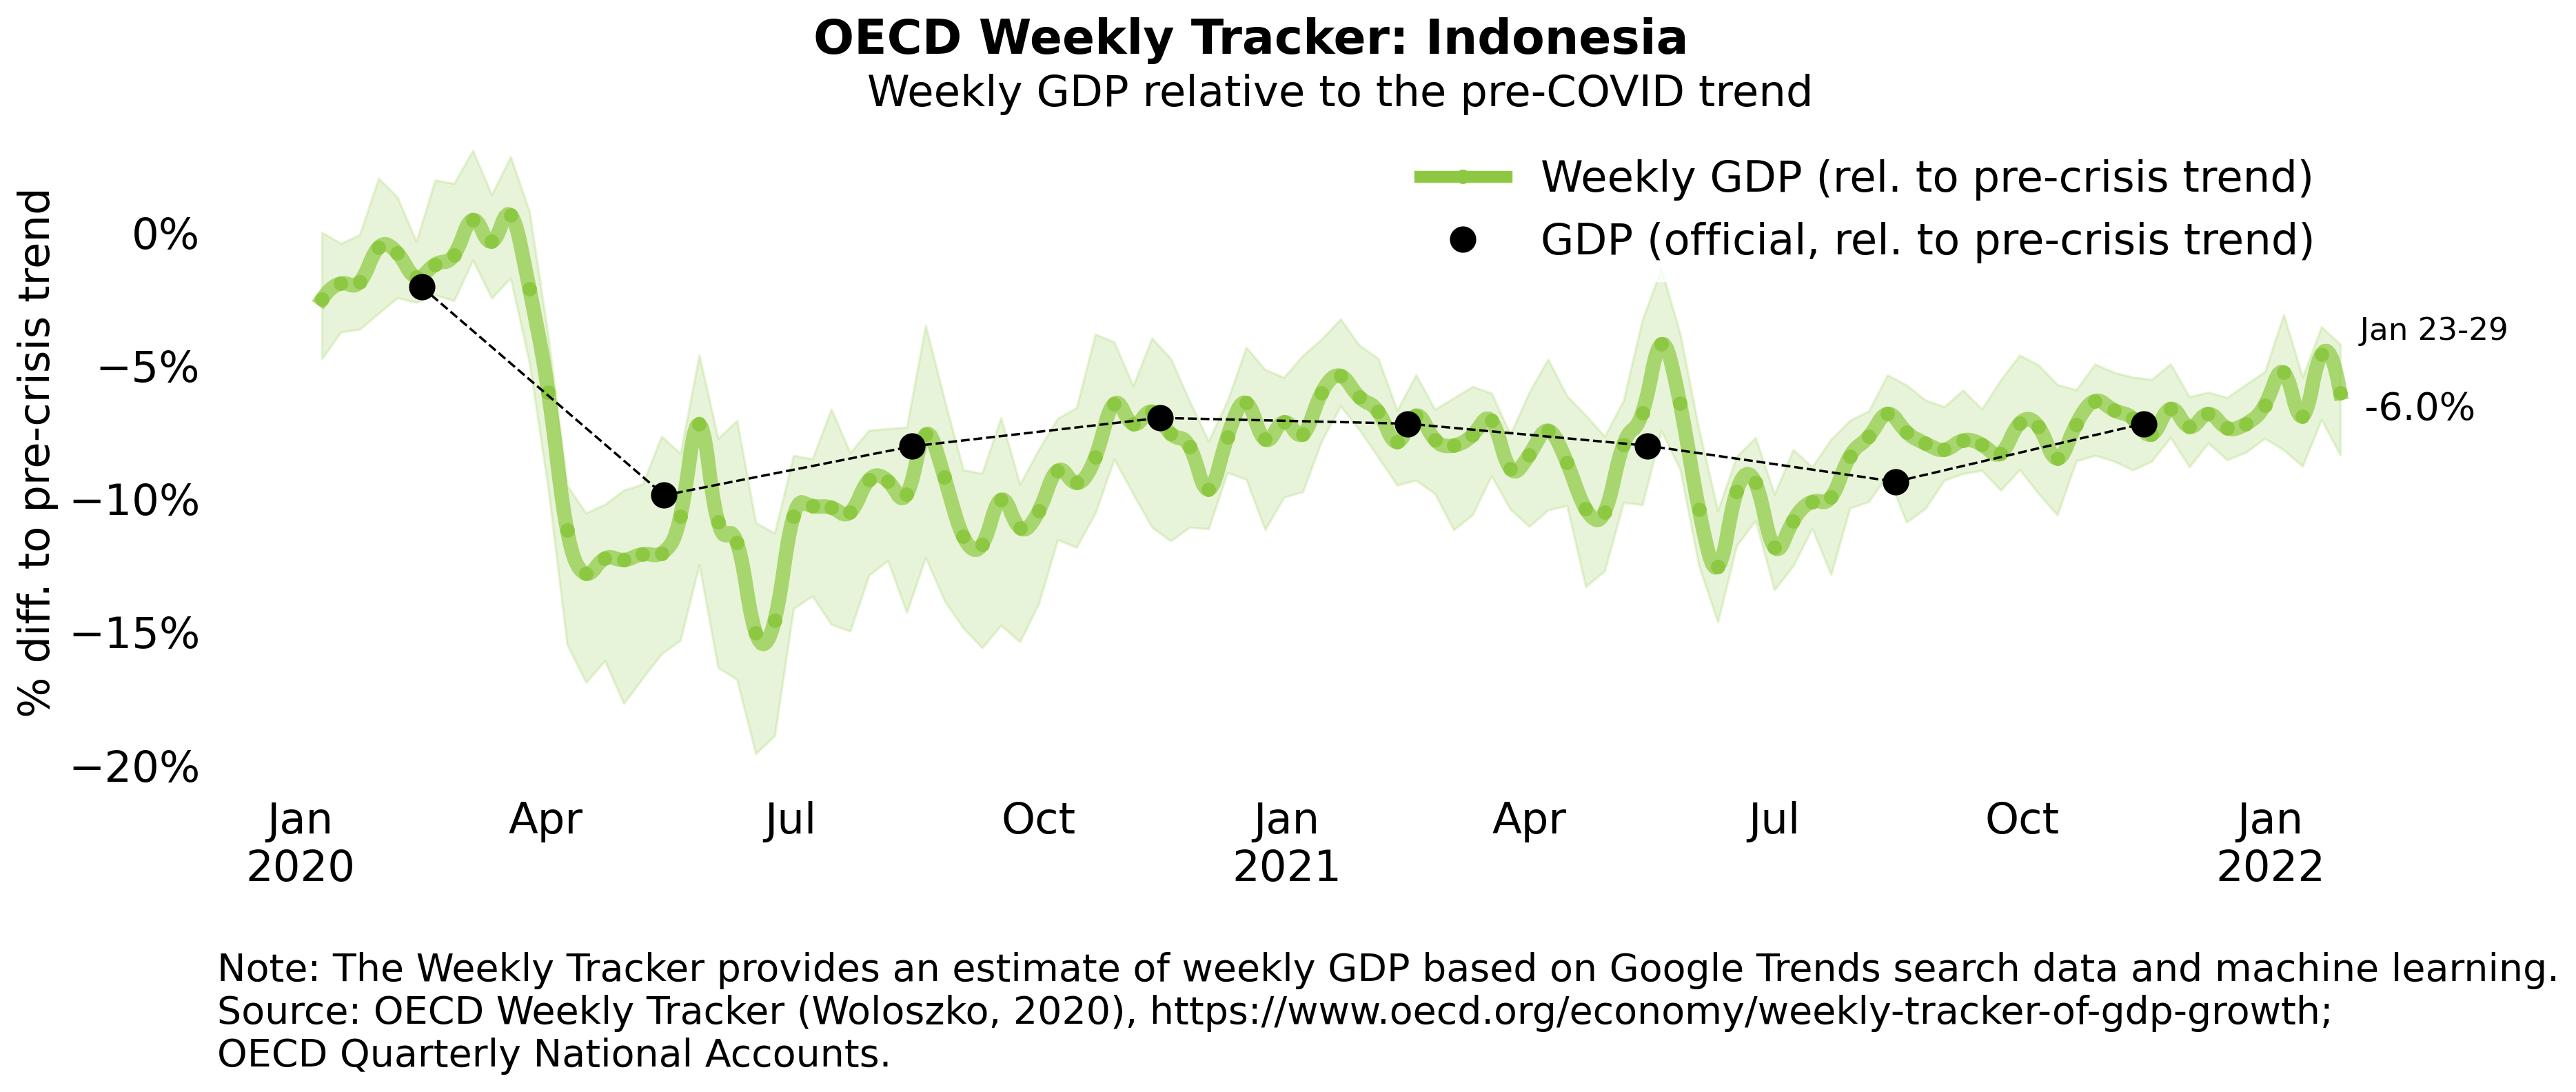 OECD Weekly Tracker: Indonesia
Weekly GDP relative to the pre-COVID trend
Weekly GDP (rel. to pre-crisis trend)
GDP (official, rel. to pre-crisis trend)
% diff. to pre-crisis trend
0%
−5%
−10%
−15%
−20%
Jan 23-29
-6.0%
Jan Apr Jul Oct Jan Apr Jul Oct Jan
2020 2021 2022
Note: The Weekly Tracker provides an estimate of weekly GDP based on Google Trends search data and machine learning.
Source: OECD Weekly Tracker (Woloszko, 2020), https://www.oecd.org/economy/weekly-tracker-of-gdp-growth;
OECD Quarterly National Accounts.